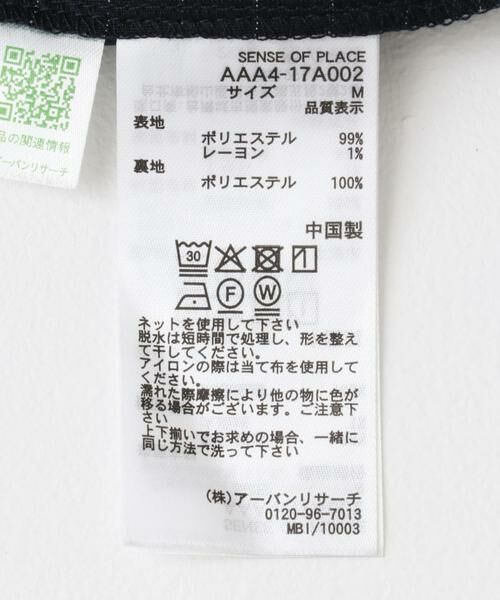 SENSE OF PLACE
AAA4-17A002
サイズ M
品質表示
表地
ポリエステル 99%
レーヨン 1%
裏地
ポリエステル 100%
中国製
30
F W
ネットを使用して下さい
脱水は短時間で処理し、形を整え
て干してください。
アイロンの際は当て布を使用して
ください。
濡れた際摩擦により他の物に色が
移る場合がございます。ご注意下
さい
上下揃いでお求めの場合、一緒に
同じ方法で洗って下さい
(株)アーバンリサーチ
0120-96-7013
MBI/10003
品の関連情報
アーバンリサーチ